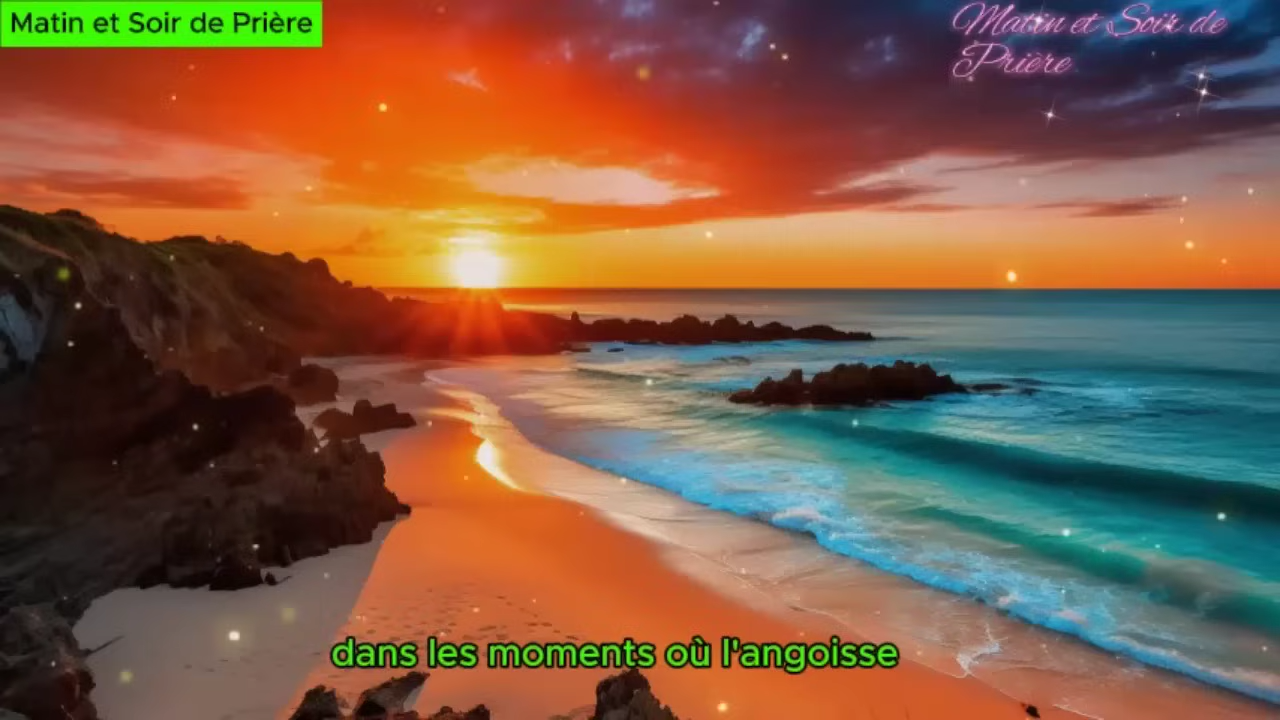 Matin et Soir de Prière
Matin et Soir de
Prière
dans les moments où l'angoisse